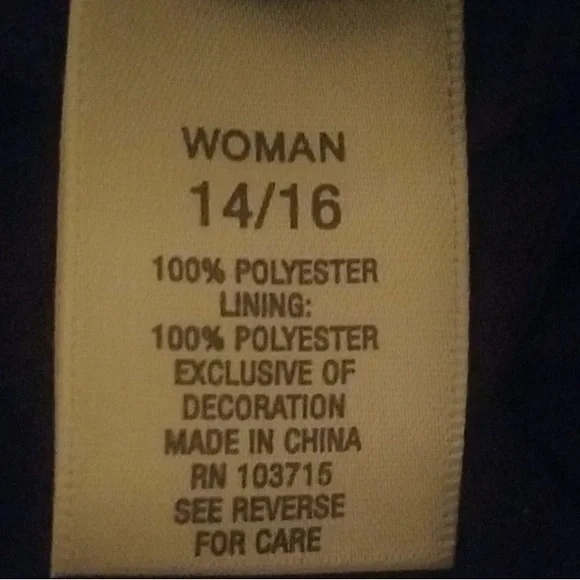 WOMAN
14/16
100% POLYESTER
LINING:
100% POLYESTER
EXCLUSIVE OF
DECORATION
MADE IN CHINA
RN 103715
SEE REVERSE
FOR CARE